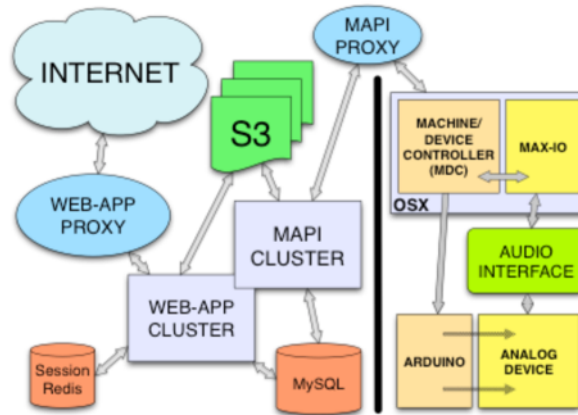 INTERNET
MAPI
PROXY
S3
MACHINE/
DEVICE
CONTROLLER
(MDC)
MAX-IO
OSX
WEB-APP
PROXY
MAPI
CLUSTER
AUDIO
INTERFACE
WEB-APP
CLUSTER
Session
Redis
MySQL
ARDUINO
ANALOG
DEVICE